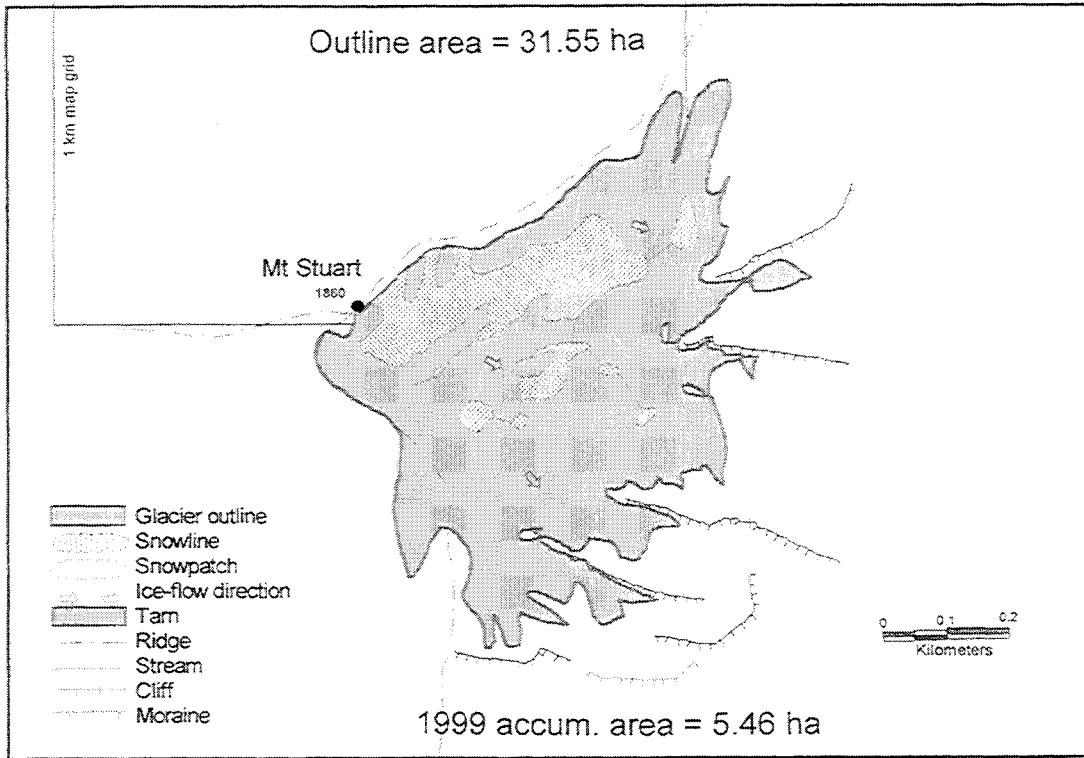 Outline area = 31.55 ha
1 km map grid
Mt Stuart
1860
Glacier outline
Snowline
Snowpatch
Ice-flow direction
Tarn
Ridge
Stream
Cliff
Moraine
0 0.1 0.2
Kilometers
1999 accum. area = 5.46 ha